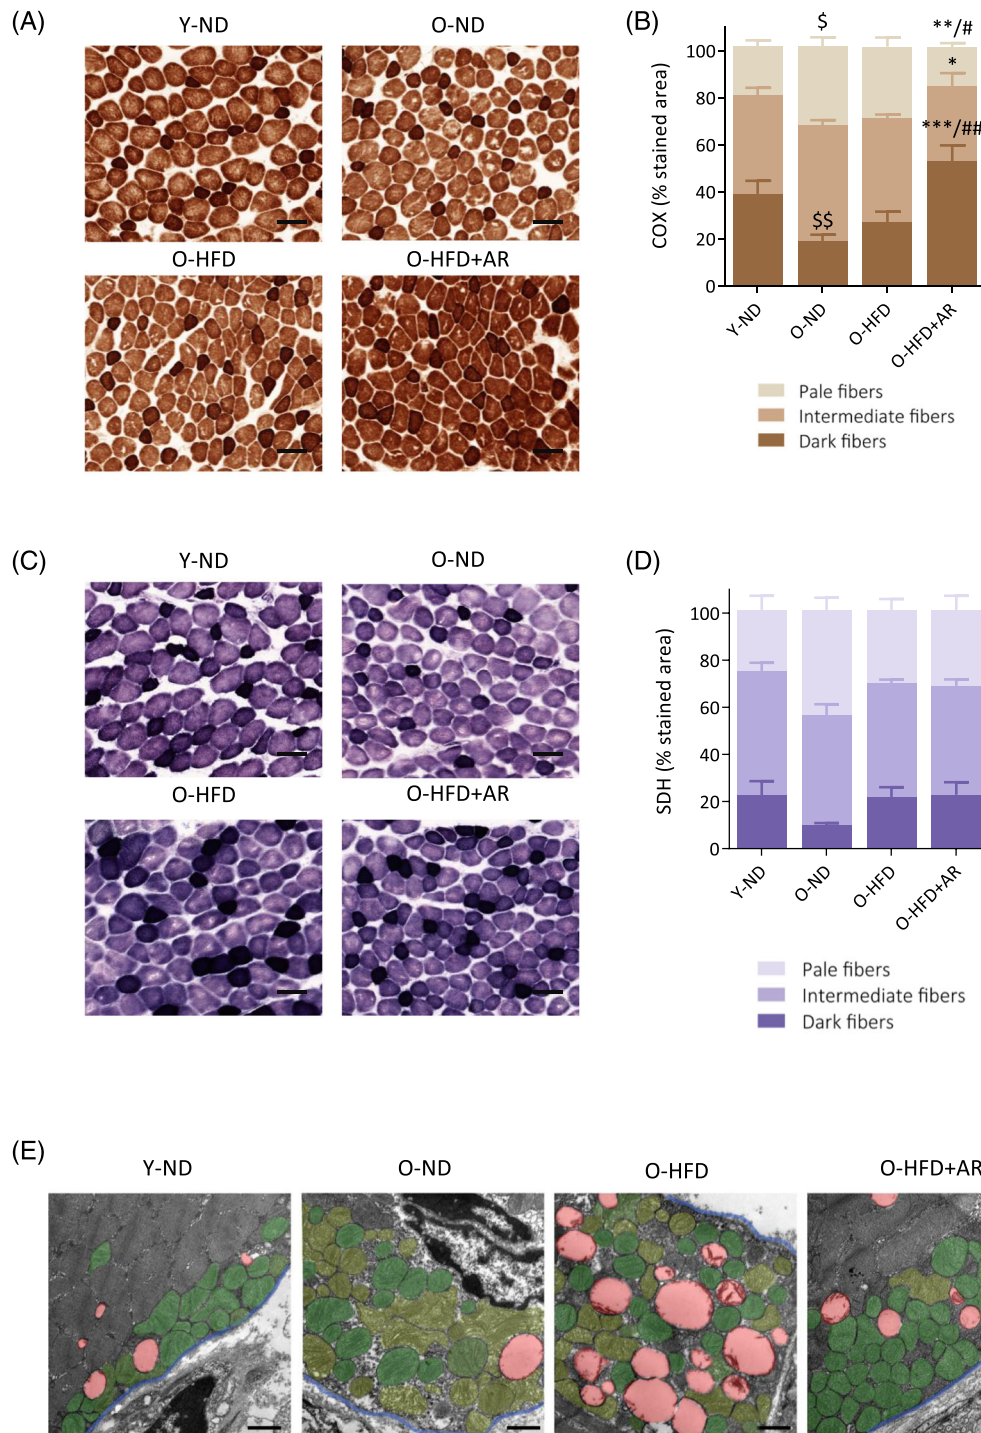 (A)
Y-ND
O-ND
O-HFD
O-HFD+AR
(B)
COX (% stained area)
100
80
60
40
20
0
$
$$
**/#
*
***/##
Y-ND
O-ND
O-HFD
O-HFD+AR
Pale fibers
Intermediate fibers
Dark fibers
(C)
Y-ND
O-ND
O-HFD
O-HFD+AR
(D)
SDH (% stained area)
100
80
60
40
20
0
Y-ND
O-ND
O-HFD
O-HFD+AR
Pale fibers
Intermediate fibers
Dark fibers
(E)
Y-ND
O-ND
O-HFD
O-HFD+AR